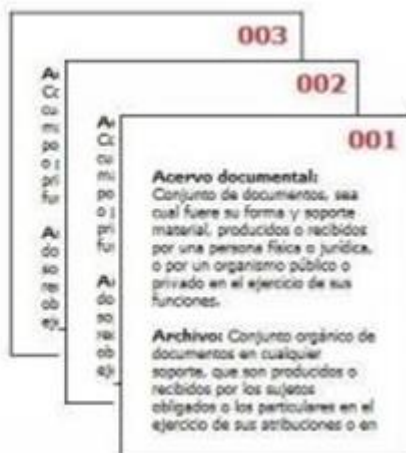 003
002
001
Acervo documental:
Conjunto de documentos, sea
cual fuere su forma y soporte
material, producidos o recibidos
por una persona física o jurídica,
o por un organismo público o
privado en el ejercicio de sus
funciones.
Archivo: Conjunto orgánico de
documentos en cualquier
soporte, que son producidos o
recibidos por los sujetos
obligados o los particulares en el
ejercicio de sus atribuciones o en